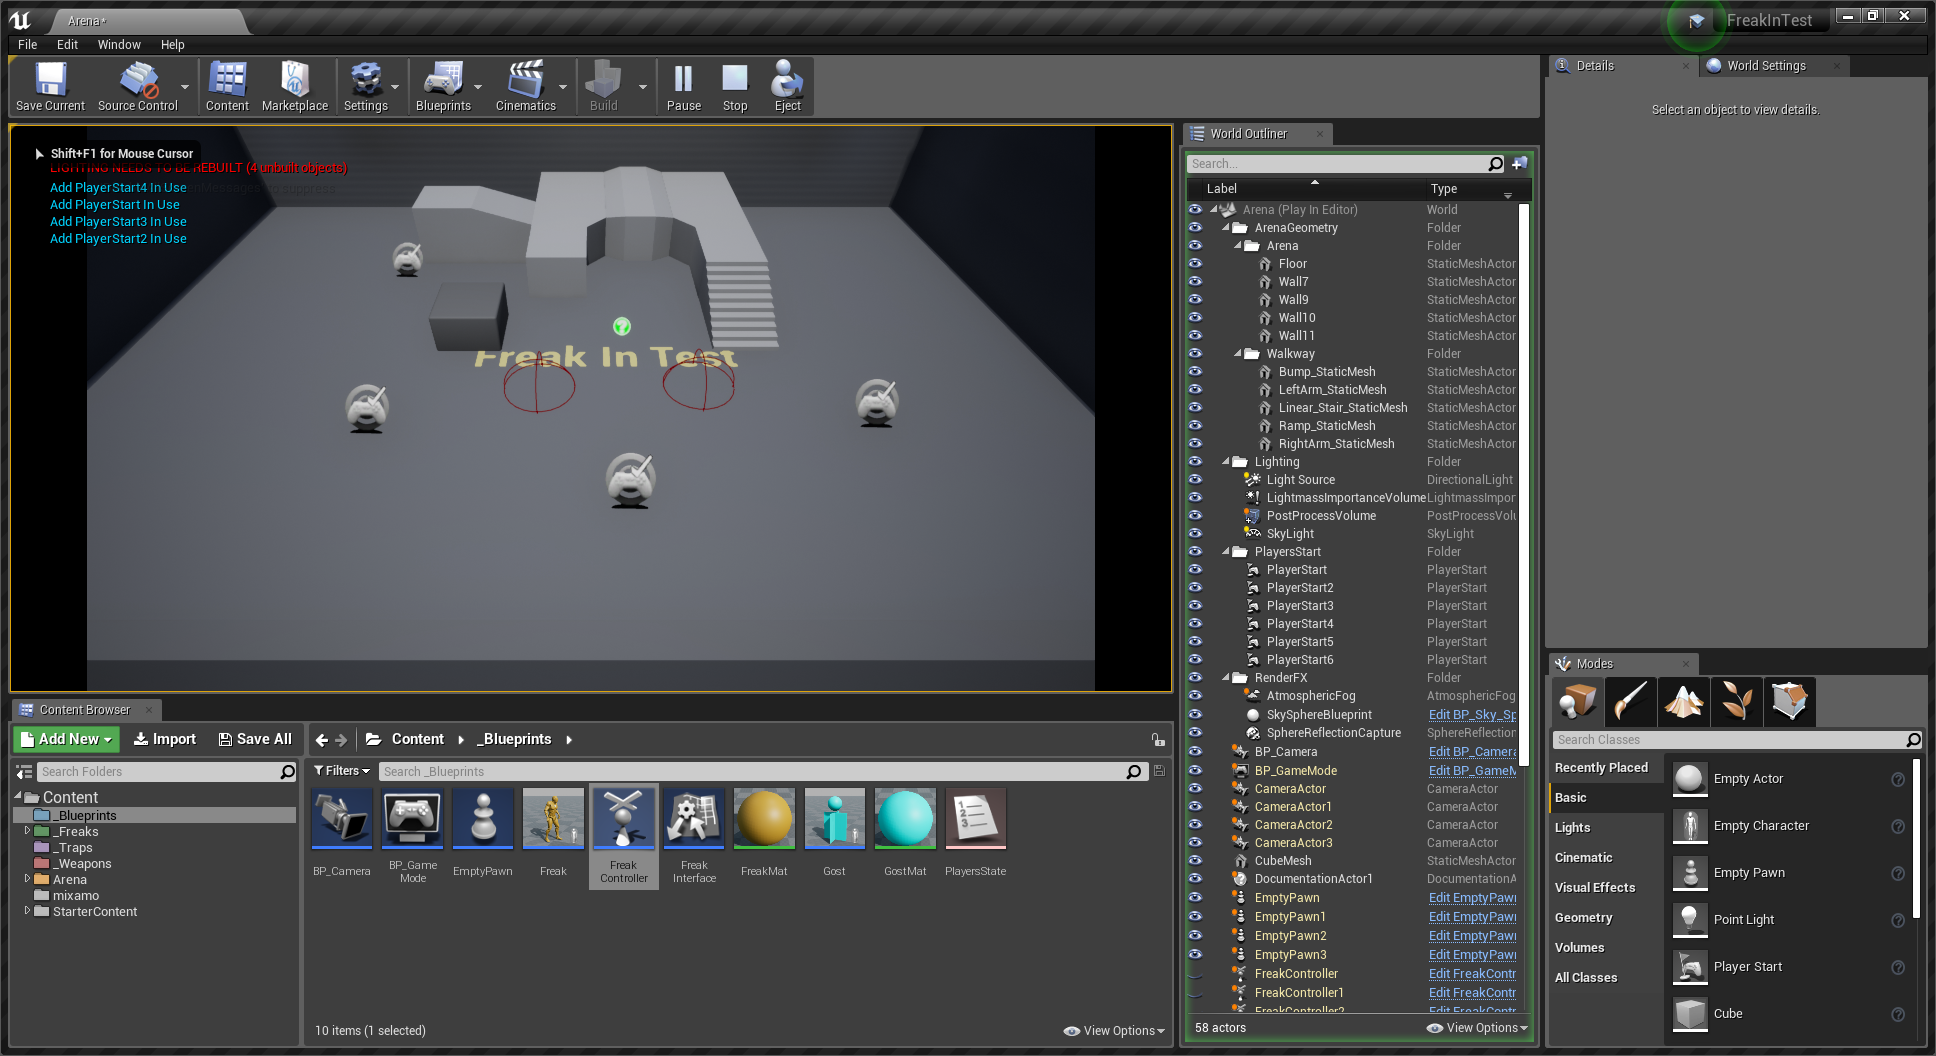 Arena*
FreakInTest
File Edit Window Help
Save Current
Source Control
Content
Marketplace
Settings
Blueprints
Cinematics
Build
Pause
Stop
Eject
Shift+F1 for Mouse Cursor
LIGHTING NEEDS TO BE REBUILT (4 unbuilt objects)
Add PlayerStart4 In Use
Add PlayerStart In Use
Add PlayerStart3 In Use
Add PlayerStart2 In Use
Freak In Test
World Outliner
Search...
Label Type
Arena (Play In Editor) World
ArenaGeometry Folder
Arena Folder
Floor StaticMeshActor
Wall7 StaticMeshActor
Wall9 StaticMeshActor
Wall10 StaticMeshActor
Wall11 StaticMeshActor
Walkway Folder
Bump_StaticMesh StaticMeshActor
LeftArm_StaticMesh StaticMeshActor
Linear_Stair_StaticMesh StaticMeshActor
Ramp_StaticMesh StaticMeshActor
RightArm_StaticMesh StaticMeshActor
Lighting Folder
Light Source DirectionalLight
LightmassImportanceVolume LightmassImpor
PostProcessVolume PostProcessVolu
SkyLight SkyLight
PlayersStart Folder
PlayerStart PlayerStart
PlayerStart2 PlayerStart
PlayerStart3 PlayerStart
PlayerStart4 PlayerStart
PlayerStart5 PlayerStart
PlayerStart6 PlayerStart
RenderFX Folder
AtmosphericFog AtmosphericFog
SkySphereBlueprint Edit BP_Sky_Sp
SphereReflectionCapture SphereReflection
BP_Camera Edit BP_Camera
BP_GameMode Edit BP_GameM
CameraActor CameraActor
CameraActor1 CameraActor
CameraActor2 CameraActor
CameraActor3 CameraActor
CubeMesh StaticMeshActor
DocumentationActor1 DocumentationA
EmptyPawn Edit EmptyPawn
EmptyPawn1 Edit EmptyPawn
EmptyPawn2 Edit EmptyPawn
EmptyPawn3 Edit EmptyPawn
FreakController Edit FreakContr
FreakController1 Edit FreakContr
FreakController2 Edit FreakContr
58 actors View Options
Details
World Settings
Select an object to view details.
Modes
Search Classes
Recently Placed
Basic
Lights
Cinematic
Visual Effects
Geometry
Volumes
All Classes
Empty Actor
Empty Character
Empty Pawn
Point Light
Player Start
Cube
Content Browser
Add New Import Save All
Content _Blueprints
Search Folders
Filters Search _Blueprints
Content
_Blueprints
_Freaks
_Traps
_Weapons
Arena
mixamo
StarterContent
BP_Camera
BP_Game
Mode
EmptyPawn
Freak
Freak
Controller
Freak
Interface
FreakMat
Gost
GostMat
PlayersState
10 items (1 selected) View Options